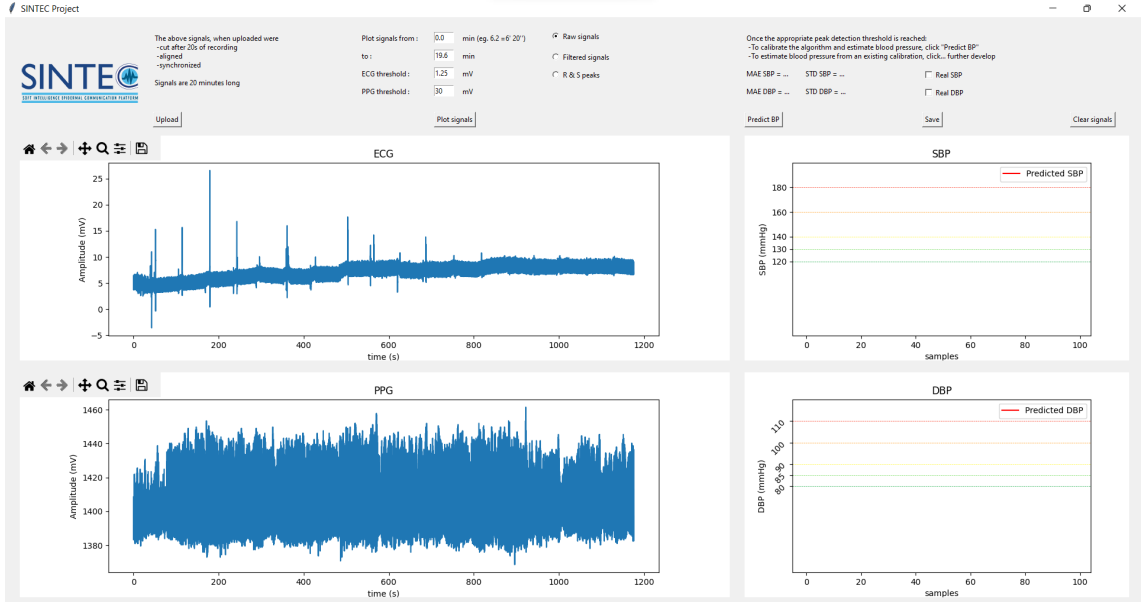 SINTEC Project
The above signals, when uploaded were
-cut after 20s of recording
-aligned
-synchronized
Signals are 20 minutes long
SINTEC
SOFT INTELLIGENCE EPIDERMAL COMMUNICATION PLATFORM
Upload
Plot signals from :
0.0
min (eg. 6.2 =6' 20'')
to :
19.6
min
ECG threshold :
1.25
mV
PPG threshold :
30
mV
Raw signals
Filtered signals
R & S peaks
Plot signals
Once the appropriate peak detection threshold is reached:
-To calibrate the algorithm and estimate blood pressure, click "Predict BP"
-To estimate blood pressure from an existing calibration, click... further develop
MAE SBP = ...
STD SBP = ...
Real SBP
MAE DBP = ...
STD DBP = ...
Real DBP
Predict BP
Save
Clear signals
ECG
Amplitude (mV)
25
20
15
10
5
0
−5
0
200
400
600
800
1000
1200
time (s)
SBP
Predicted SBP
SBP (mmHg)
180
160
140
130
120
0
20
40
60
80
100
samples
PPG
Amplitude (mV)
1460
1440
1420
1400
1380
0
200
400
600
800
1000
1200
time (s)
DBP
Predicted DBP
DBP (mmHg)
110
100
90
85
80
0
20
40
60
80
100
samples